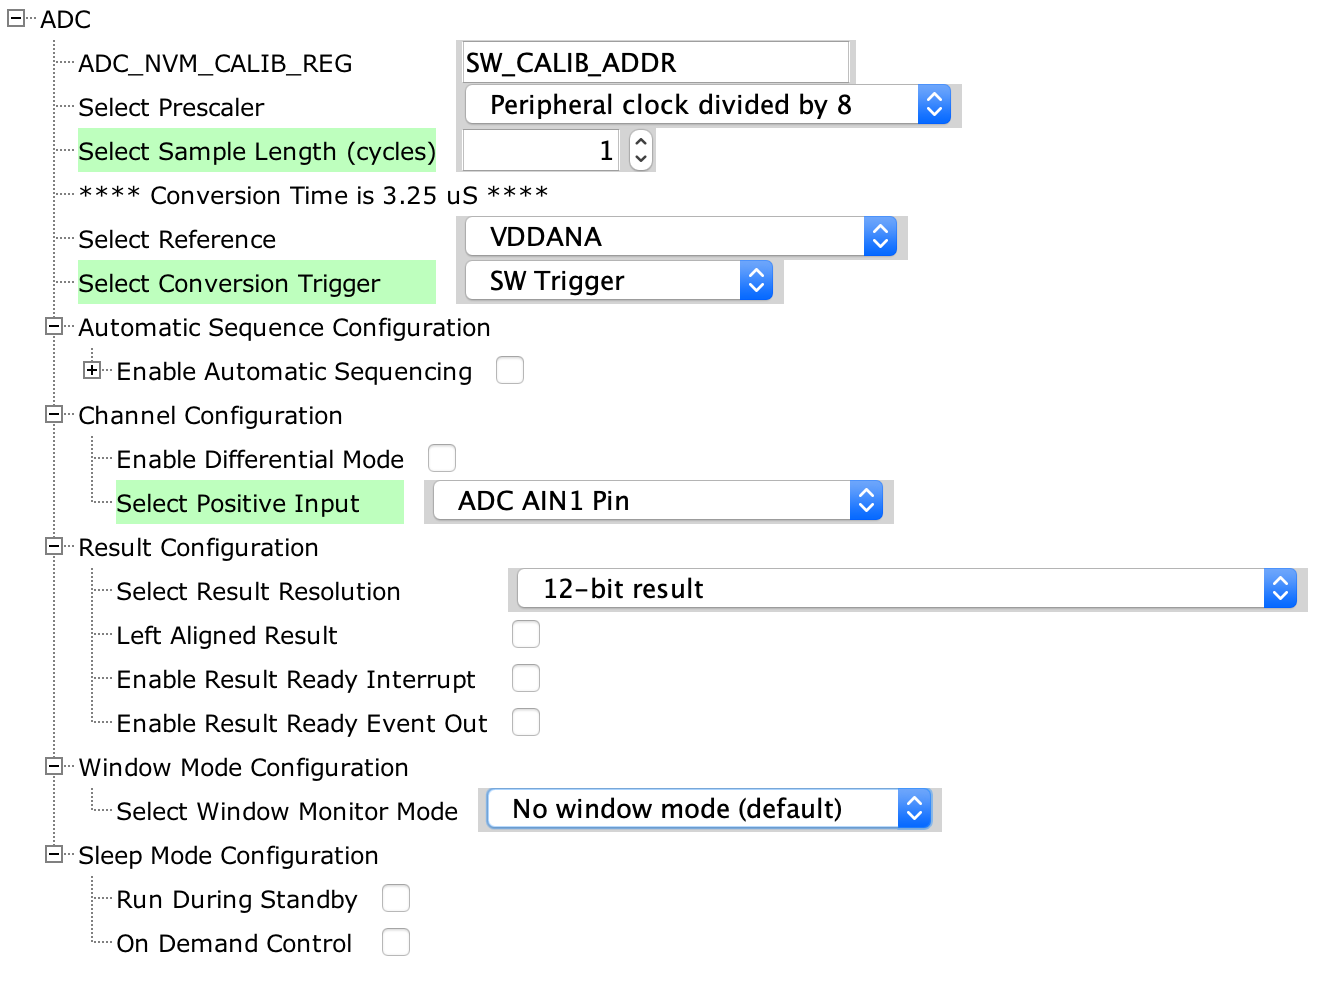 ADC
ADC_NVM_CALIB_REG SW_CALIB_ADDR
Select Prescaler Peripheral clock divided by 8
Select Sample Length (cycles) 1
**** Conversion Time is 3.25 uS ****
Select Reference VDDANA
Select Conversion Trigger SW Trigger
Automatic Sequence Configuration
Enable Automatic Sequencing
Channel Configuration
Enable Differential Mode
Select Positive Input ADC AIN1 Pin
Result Configuration
Select Result Resolution 12-bit result
Left Aligned Result
Enable Result Ready Interrupt
Enable Result Ready Event Out
Window Mode Configuration
Select Window Monitor Mode No window mode (default)
Sleep Mode Configuration
Run During Standby
On Demand Control